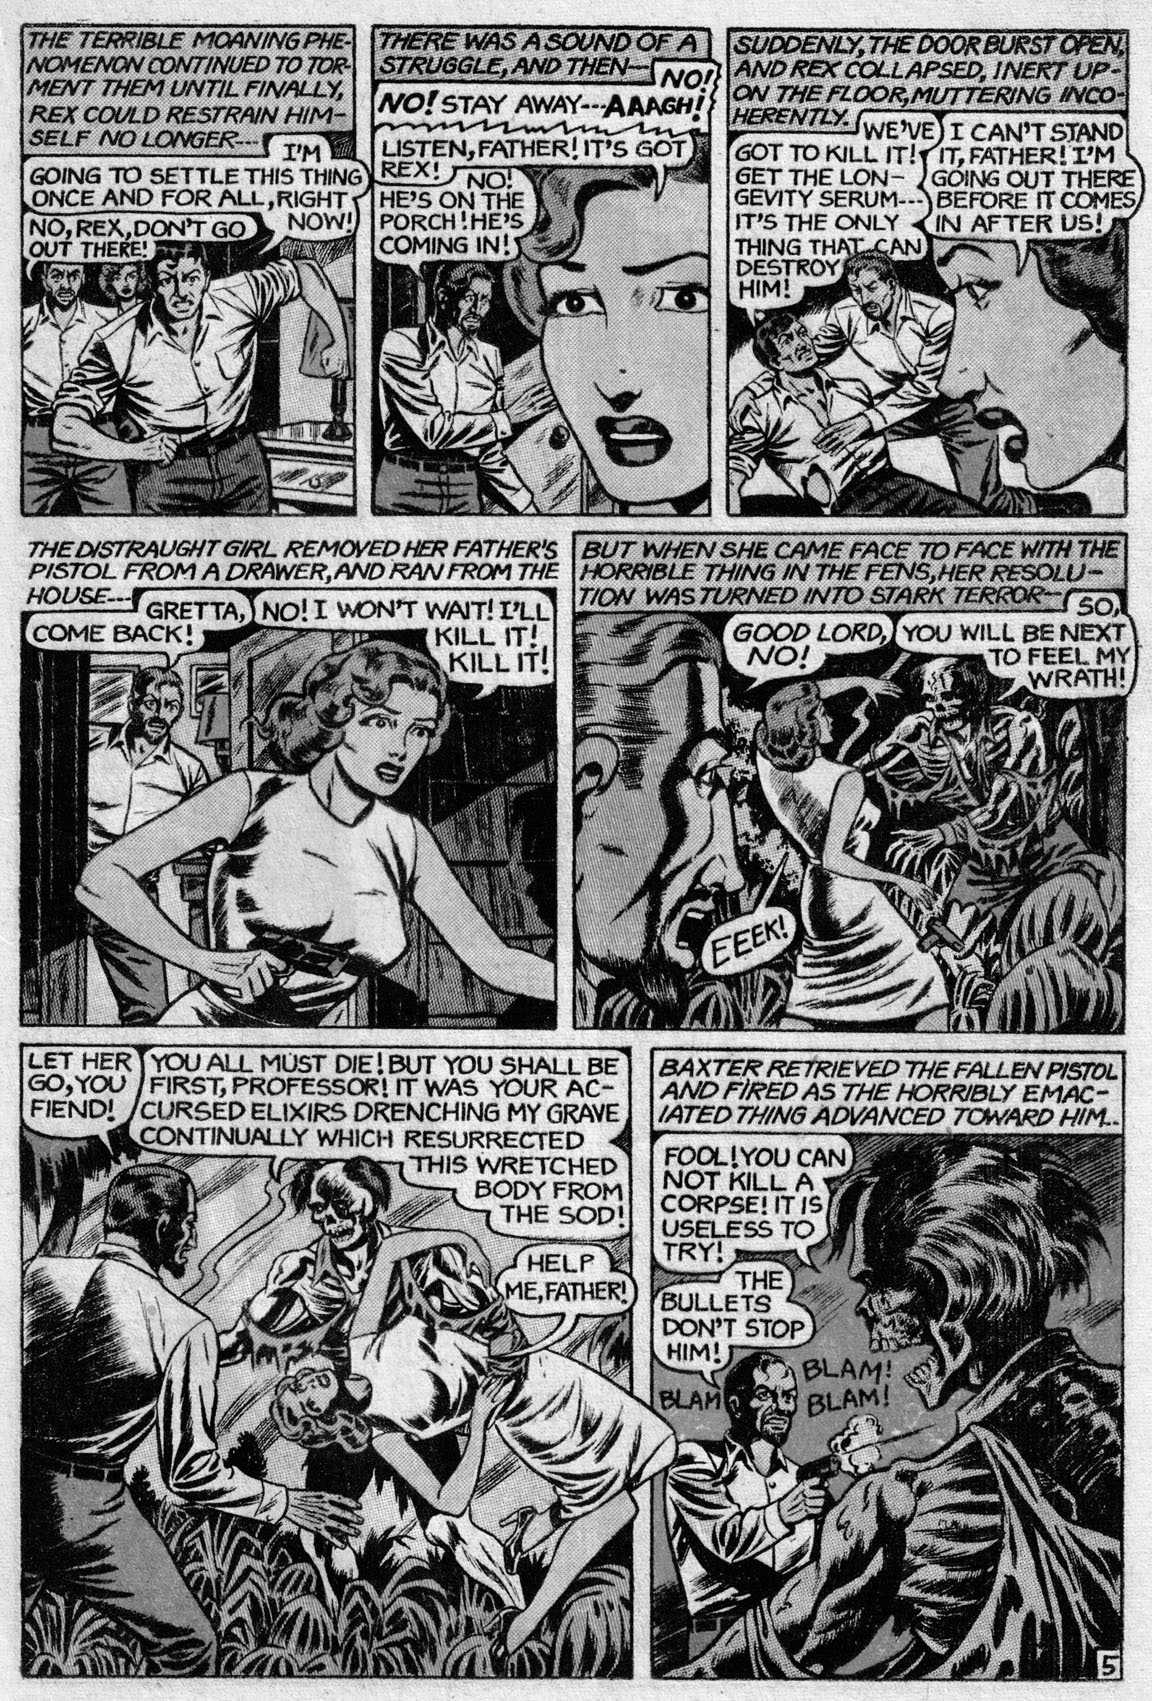 THE TERRIBLE MOANING PHE-
NOMENON CONTINUED TO TOR-
MENT THEM UNTIL FINALLY,
REX COULD RESTRAIN HIM-
SELF NO LONGER---
I'M
GOING TO SETTLE THIS THING
ONCE AND FOR ALL, RIGHT
NOW!
NO, REX, DON'T GO
OUT THERE!
THERE WAS A SOUND OF A
STRUGGLE, AND THEN---
NO!
NO! STAY AWAY---AAAGH!
LISTEN, FATHER! IT'S GOT
REX!
NO!
HE'S ON THE
PORCH! HE'S
COMING IN!
SUDDENLY, THE DOOR BURST OPEN,
AND REX COLLAPSED, INERT UP-
ON THE FLOOR, MUTTERING INCO-
HERENTLY.
WE'VE
GOT TO KILL IT!
GET THE LON-
GEVITY SERUM---
IT'S THE ONLY
THING THAT CAN
DESTROY
HIM!
I CAN'T STAND
IT, FATHER! I'M
GOING OUT THERE
BEFORE IT COMES
IN AFTER US!
THE DISTRAUGHT GIRL REMOVED HER FATHER'S
PISTOL FROM A DRAWER, AND RAN FROM THE
HOUSE---
GRETTA,
COME BACK!
NO! I WON'T WAIT! I'LL
KILL IT!
KILL IT!
BUT WHEN SHE CAME FACE TO FACE WITH THE
HORRIBLE THING IN THE FENS, HER RESOLU-
TION WAS TURNED INTO STARK TERROR--
GOOD LORD,
NO!
SO,
YOU WILL BE NEXT
TO FEEL MY
WRATH!
EEEK!
LET HER
GO, YOU
FIEND!
YOU ALL MUST DIE! BUT YOU SHALL BE
FIRST, PROFESSOR! IT WAS YOUR AC-
CURSED ELIXIRS DRENCHING MY GRAVE
CONTINUALLY WHICH RESURRECTED
THIS WRETCHED
BODY FROM
THE SOD!
HELP
ME, FATHER!
BAXTER RETRIEVED THE FALLEN PISTOL
AND FIRED AS THE HORRIBLY EMAC-
IATED THING ADVANCED TOWARD HIM...
FOOL! YOU CAN
NOT KILL A
CORPSE! IT IS
USELESS TO
TRY!
THE
BULLETS
DON'T STOP
HIM!
BLAM
BLAM!
BLAM!
5